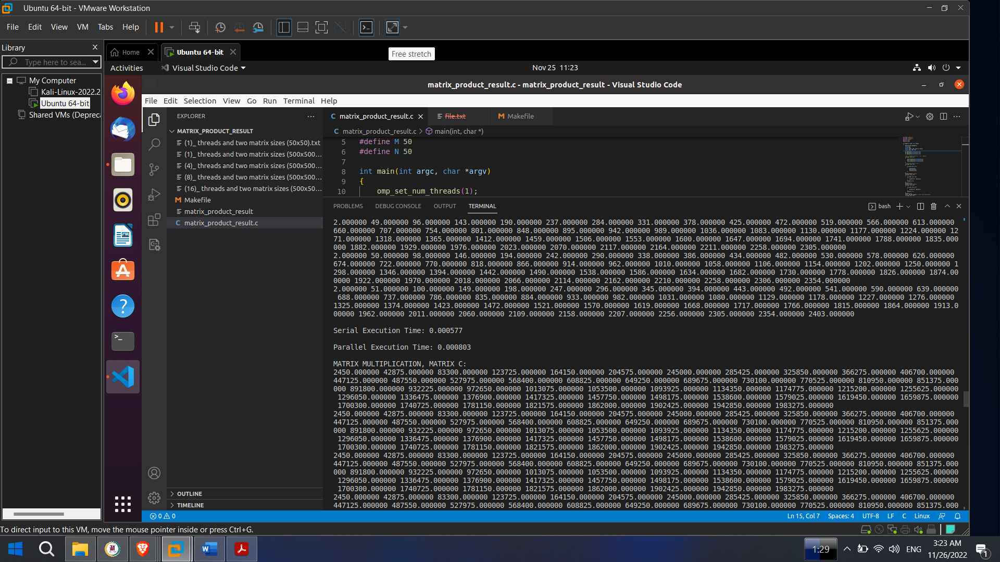 Ubuntu 64-bit - VMware Workstation
File Edit View VM Tabs Help
Library
Home
Ubuntu 64-bit
Free stretch
Type here to sea...
Activities
Visual Studio Code
Nov 25 11:23
My Computer
Kali-Linux-2022.2
Ubuntu 64-bit
Shared VMs (Depreca
matrix_product_result.c - matrix_product_result - Visual Studio Code
File Edit Selection View Go Run Terminal Help
EXPLORER
MATRIX_PRODUCT_RESULT
(1)_ threads and two matrix sizes (50x50).txt
(1)_ threads and two matrix sizes (500x500...
(4)_ threads and two matrix sizes (500x500...
(8)_ threads and two matrix sizes (500x500...
(16)_ threads and two matrix sizes (500x50...
Makefile
matrix_product_result
matrix_product_result.c
OUTLINE
TIMELINE
matrix_product_result.c file.txt Makefile
matrix_product_result.c > main(int, char *)
5 #define M 50
6 #define N 50
7
8 int main(int argc, char *argv)
9 {
10 omp_set_num_threads(1);
PROBLEMS DEBUG CONSOLE OUTPUT TERMINAL
bash
2.000000 49.000000 96.000000 143.000000 190.000000 237.000000 284.000000 331.000000 378.000000 425.000000 472.000000 519.000000 566.000000 613.000000
660.000000 707.000000 754.000000 801.000000 848.000000 895.000000 942.000000 989.000000 1036.000000 1083.000000 1130.000000 1177.000000 1224.000000 12
71.000000 1318.000000 1365.000000 1412.000000 1459.000000 1506.000000 1553.000000 1600.000000 1647.000000 1694.000000 1741.000000 1788.000000 1835.000
000 1882.000000 1929.000000 1976.000000 2023.000000 2070.000000 2117.000000 2164.000000 2211.000000 2258.000000 2305.000000
2.000000 50.000000 98.000000 146.000000 194.000000 242.000000 290.000000 338.000000 386.000000 434.000000 482.000000 530.000000 578.000000 626.000000
674.000000 722.000000 770.000000 818.000000 866.000000 914.000000 962.000000 1010.000000 1058.000000 1106.000000 1154.000000 1202.000000 1250.000000 1
298.000000 1346.000000 1394.000000 1442.000000 1490.000000 1538.000000 1586.000000 1634.000000 1682.000000 1730.000000 1778.000000 1826.000000 1874.00
0000 1922.000000 1970.000000 2018.000000 2066.000000 2114.000000 2162.000000 2210.000000 2258.000000 2306.000000 2354.000000
2.000000 51.000000 100.000000 149.000000 198.000000 247.000000 296.000000 345.000000 394.000000 443.000000 492.000000 541.000000 590.000000 639.000000
688.000000 737.000000 786.000000 835.000000 884.000000 933.000000 982.000000 1031.000000 1080.000000 1129.000000 1178.000000 1227.000000 1276.000000
1325.000000 1374.000000 1423.000000 1472.000000 1521.000000 1570.000000 1619.000000 1668.000000 1717.000000 1766.000000 1815.000000 1864.000000 1913.0
00000 1962.000000 2011.000000 2060.000000 2109.000000 2158.000000 2207.000000 2256.000000 2305.000000 2354.000000 2403.000000
Serial Execution Time: 0.000577
Parallel Execution Time: 0.000803
MATRIX MULTIPLICATION, MATRIX C:
2450.000000 42875.000000 83300.000000 123725.000000 164150.000000 204575.000000 245000.000000 285425.000000 325850.000000 366275.000000 406700.000000
447125.000000 487550.000000 527975.000000 568400.000000 608825.000000 649250.000000 689675.000000 730100.000000 770525.000000 810950.000000 851375.000
000 891800.000000 932225.000000 972650.000000 1013075.000000 1053500.000000 1093925.000000 1134350.000000 1174775.000000 1215200.000000 1255625.000000
1296050.000000 1336475.000000 1376900.000000 1417325.000000 1457750.000000 1498175.000000 1538600.000000 1579025.000000 1619450.000000 1659875.000000
1700300.000000 1740725.000000 1781150.000000 1821575.000000 1862000.000000 1902425.000000 1942850.000000 1983275.000000
2450.000000 42875.000000 83300.000000 123725.000000 164150.000000 204575.000000 245000.000000 285425.000000 325850.000000 366275.000000 406700.000000
447125.000000 487550.000000 527975.000000 568400.000000 608825.000000 649250.000000 689675.000000 730100.000000 770525.000000 810950.000000 851375.000
000 891800.000000 932225.000000 972650.000000 1013075.000000 1053500.000000 1093925.000000 1134350.000000 1174775.000000 1215200.000000 1255625.000000
1296050.000000 1336475.000000 1376900.000000 1417325.000000 1457750.000000 1498175.000000 1538600.000000 1579025.000000 1619450.000000 1659875.000000
1700300.000000 1740725.000000 1781150.000000 1821575.000000 1862000.000000 1902425.000000 1942850.000000 1983275.000000
2450.000000 42875.000000 83300.000000 123725.000000 164150.000000 204575.000000 245000.000000 285425.000000 325850.000000 366275.000000 406700.000000
447125.000000 487550.000000 527975.000000 568400.000000 608825.000000 649250.000000 689675.000000 730100.000000 770525.000000 810950.000000 851375.000
000 891800.000000 932225.000000 972650.000000 1013075.000000 1053500.000000 1093925.000000 1134350.000000 1174775.000000 1215200.000000 1255625.000000
1296050.000000 1336475.000000 1376900.000000 1417325.000000 1457750.000000 1498175.000000 1538600.000000 1579025.000000 1619450.000000 1659875.000000
1700300.000000 1740725.000000 1781150.000000 1821575.000000 1862000.000000 1902425.000000 1942850.000000 1983275.000000
2450.000000 42875.000000 83300.000000 123725.000000 164150.000000 204575.000000 245000.000000 285425.000000 325850.000000 366275.000000 406700.000000
447125.000000 487550.000000 527975.000000 568400.000000 608825.000000 649250.000000 689675.000000 730100.000000 770525.000000 810950.000000 851375.000
0 0
Ln 15, Col 7 Spaces: 4 UTF-8 LF C Linux
To direct input to this VM, move the mouse pointer inside or press Ctrl+G.
1:29
ENG
3:23 AM
11/26/2022
1